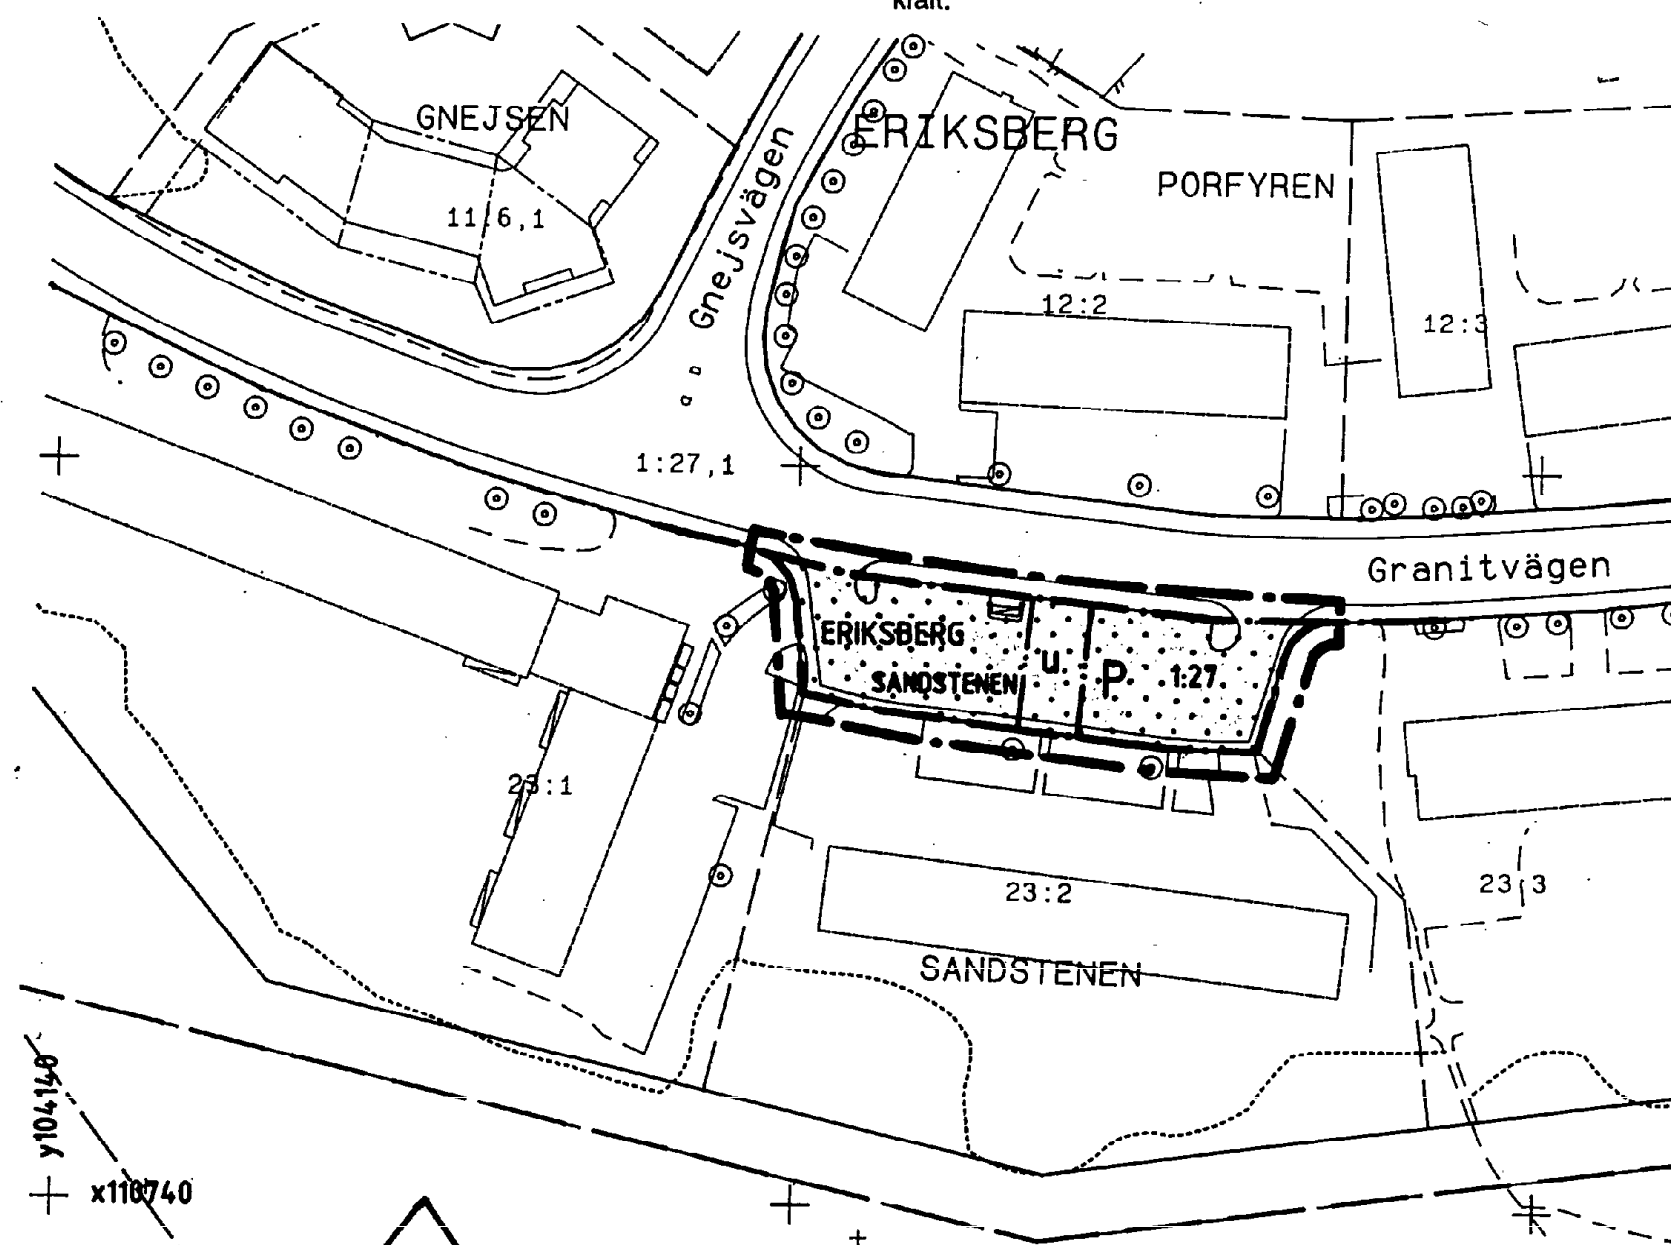 kraft.
GNEJSEN
ERIKSBERG
PORFYREN
Gnejsvägen
11:6,1
12:2
12:3
1:27,1
Granitvägen
ERIKSBERG
SANDSTENEN
u
P
1:27
23:1
23:2
23:3
SANDSTENEN
y104140
x110740